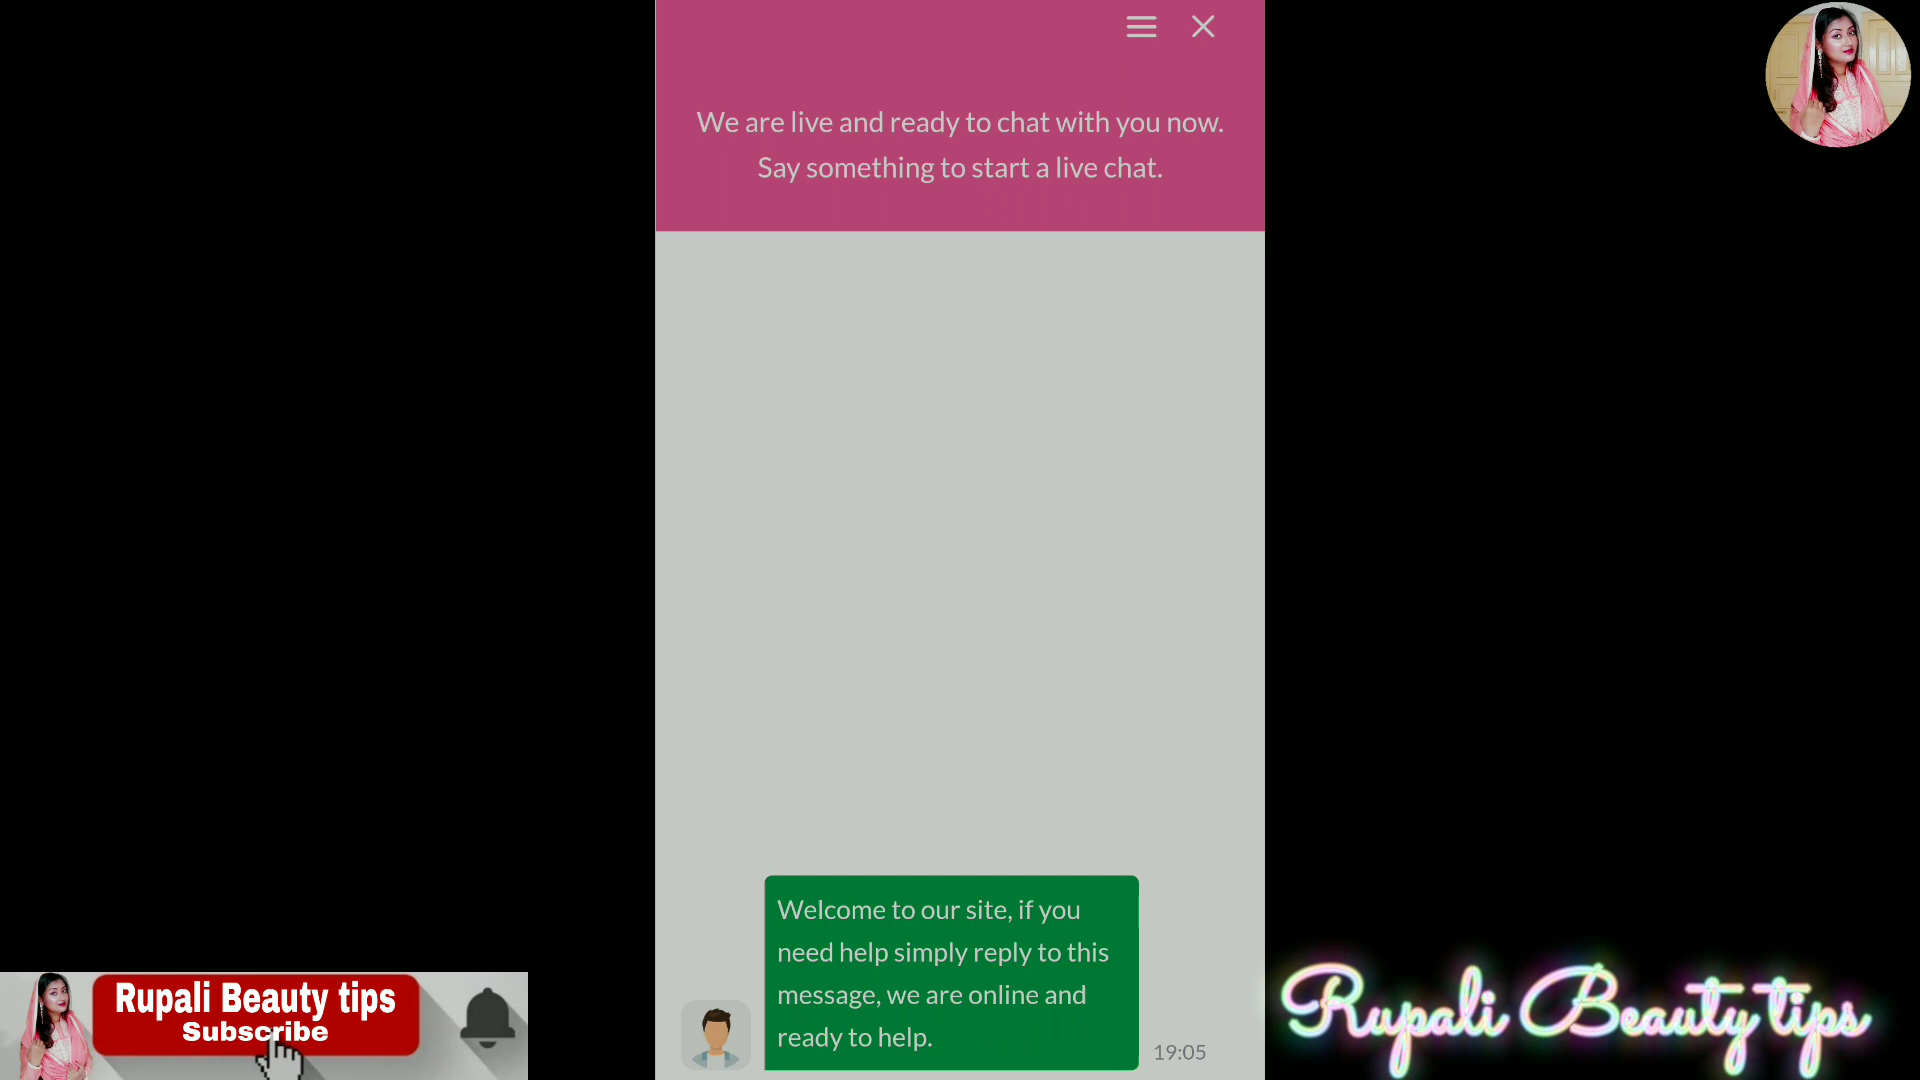 We are live and ready to chat with you now.
Say something to start a live chat.
Welcome to our site, if you
need help simply reply to this
message, we are online and
ready to help.
19:05
Rupali Beauty tips
Subscribe
Rupali Beauty tips